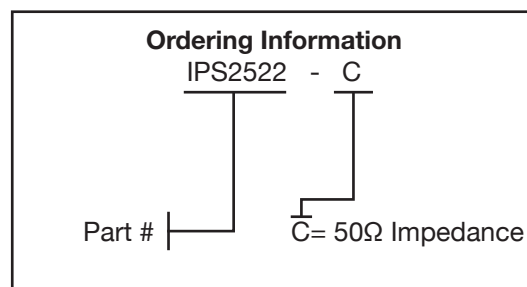 Ordering Information
IPS2522 - C
Part # C= 50Ω Impedance